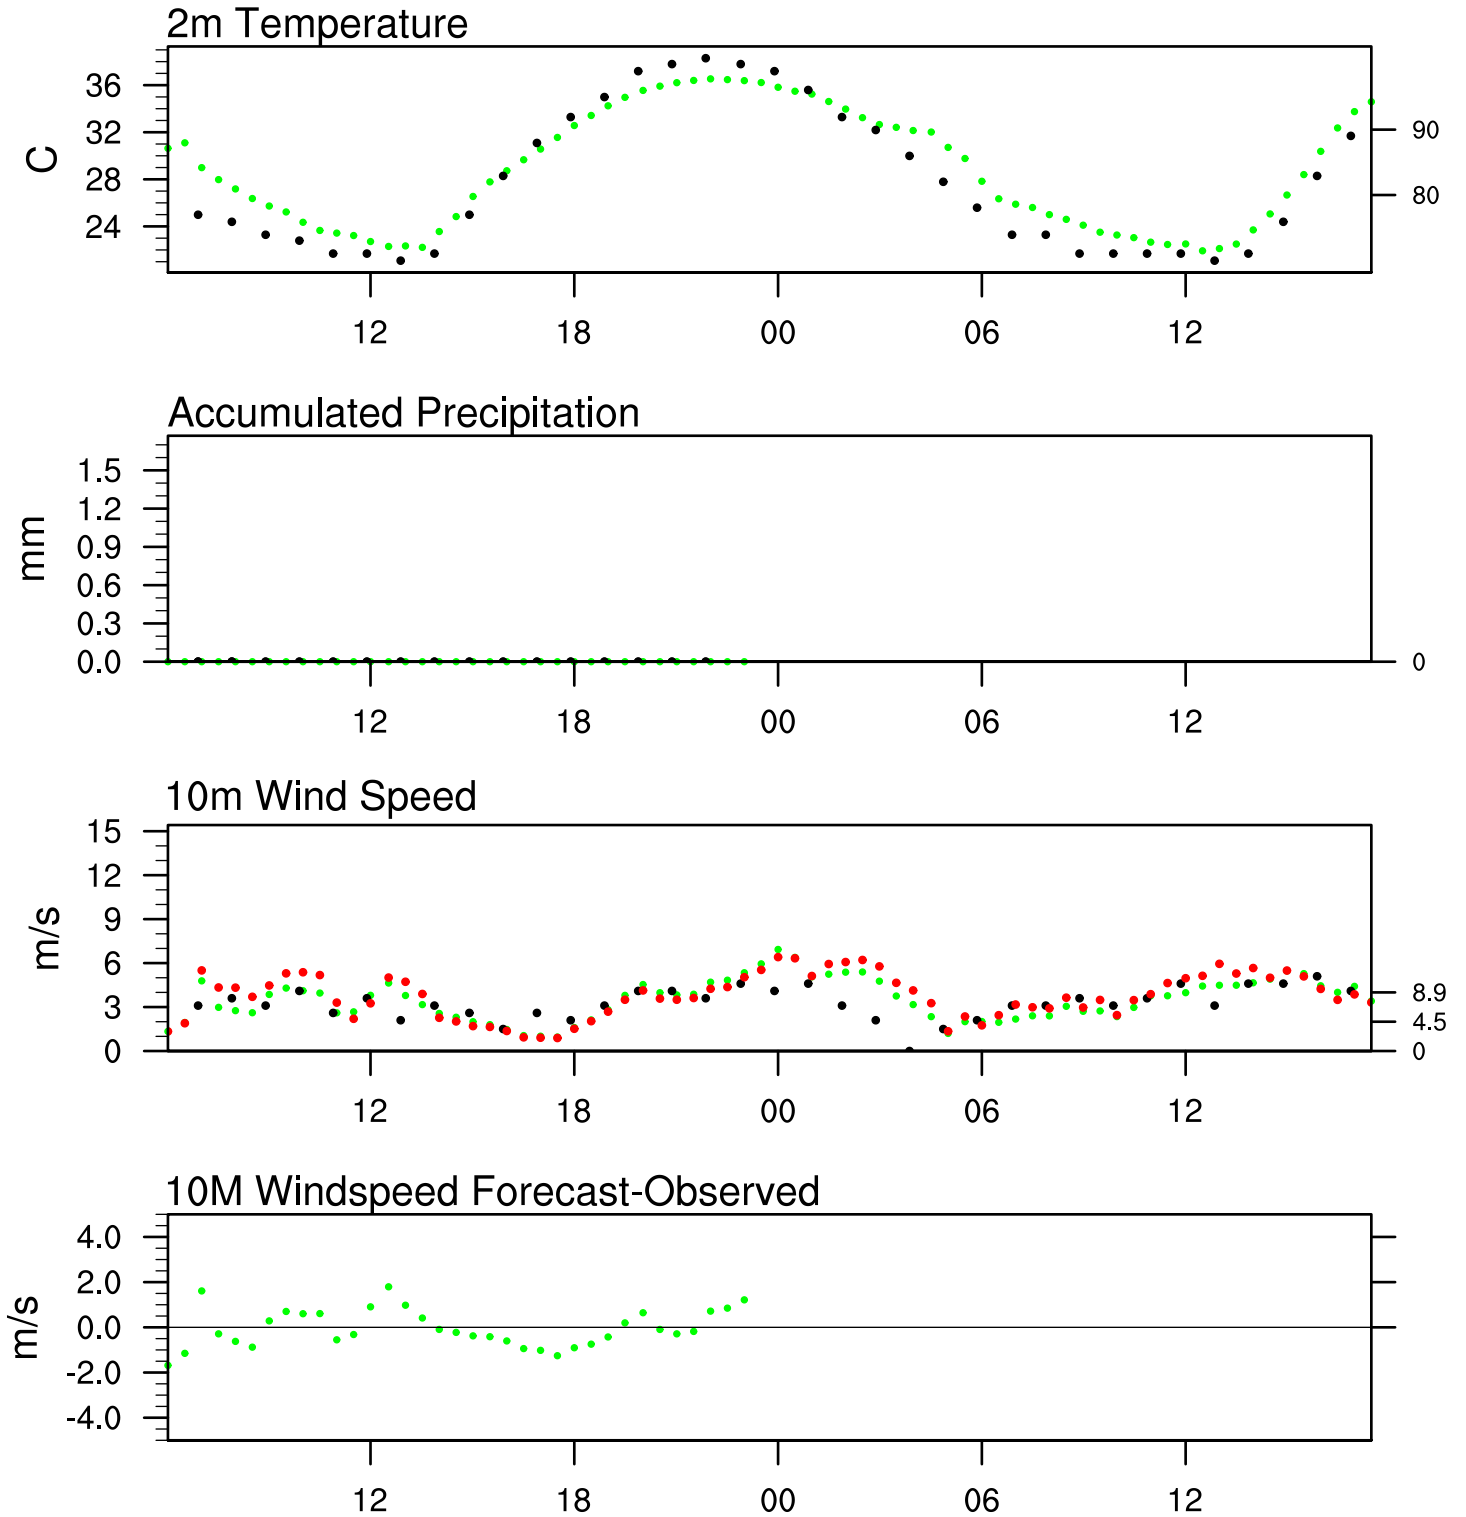 2m Temperature
36
32
28
24
C
90
80
12 18 00 06 12
Accumulated Precipitation
1.5
1.2
0.9
0.6
0.3
0.0
mm
0
12 18 00 06 12
10m Wind Speed
15
12
9
6
3
0
m/s
8.9
4.5
0
12 18 00 06 12
10M Windspeed Forecast-Observed
4.0
2.0
0.0
-2.0
-4.0
m/s
12 18 00 06 12